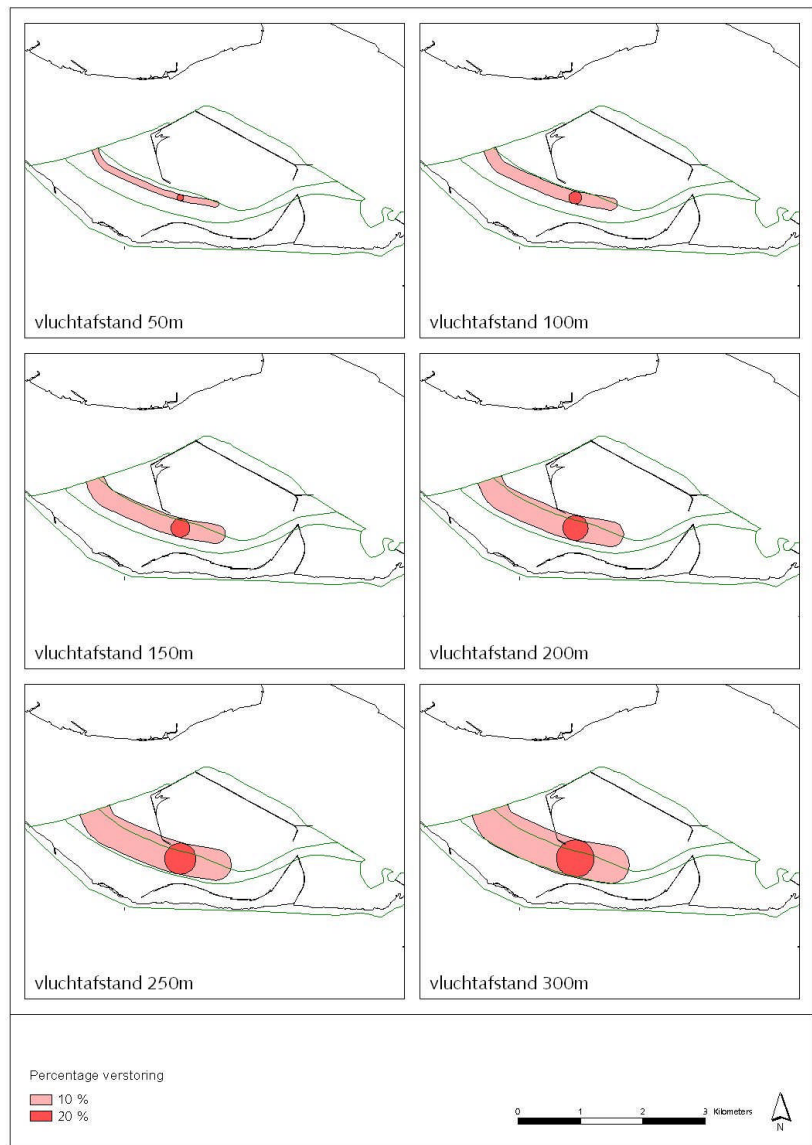 vluchtafstand 50m
vluchtafstand 100m
vluchtafstand 150m
vluchtafstand 200m
vluchtafstand 250m
vluchtafstand 300m
Percentage verstoring
10 %
20 %
0 1 2 3 Kilometers
N